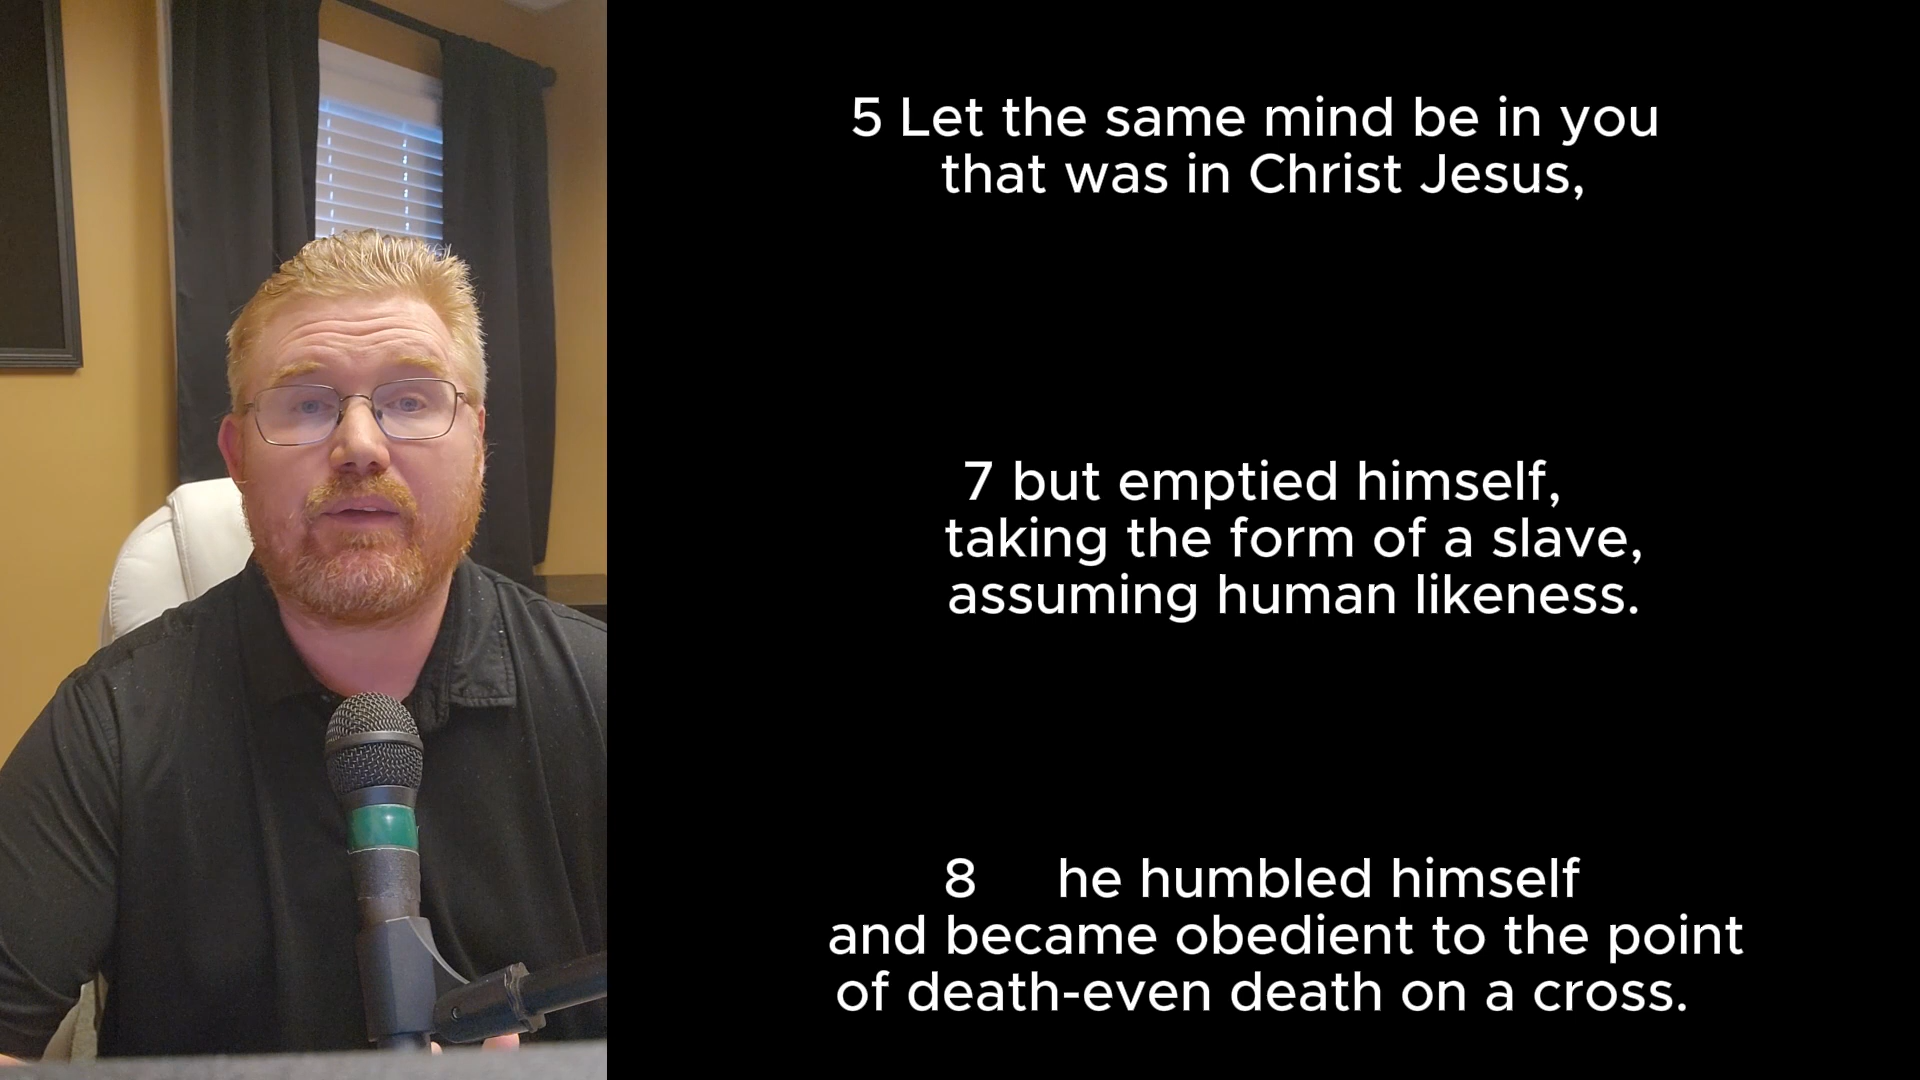 5 Let the same mind be in you
that was in Christ Jesus,
7 but emptied himself,
taking the form of a slave,
assuming human likeness.
8 he humbled himself
and became obedient to the point
of death-even death on a cross.